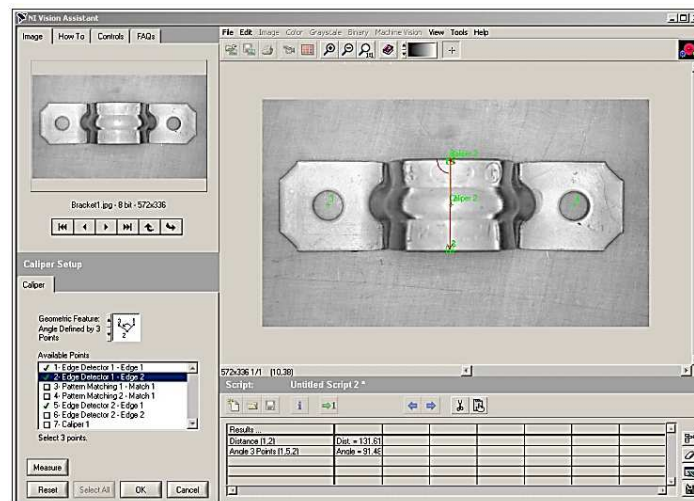 NI Vision Assistant
Image How To Controls FAQs
File Edit Image Color Grayscale Binary Machine Vision View Tools Help
Bracket1.jpg - 8 bit - 572x336
Caliper Setup
Caliper
Geometric Feature:
Angle Defined by 3
Points
Available Points
1- Edge Detector 1 - Edge 1
2- Edge Detector 1 - Edge 2
3- Pattern Matching 1 - Match 1
4- Pattern Matching 2 - Match 1
5- Edge Detector 2 - Edge 1
6- Edge Detector 2 - Edge 2
7- Caliper 1
Select 3 points.
Measure
Reset Select All OK Cancel
Caliper 2
3
2
572x336 1/1 (10,38)
Script: Untitled Script 2 *
Results ...
Distance (1,2) Dist. = 131.61
Angle 3 Points (1,5,2) Angle = 91.48